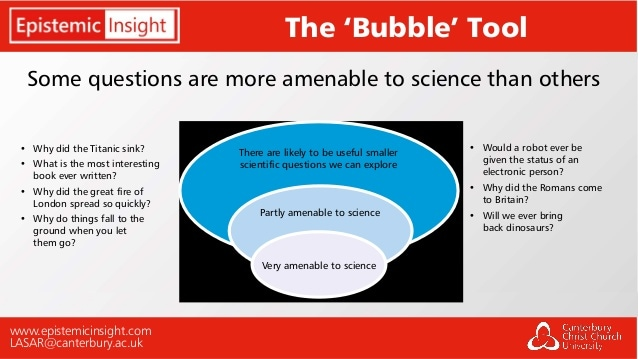 Epistemic Insight
The ‘Bubble’ Tool
Some questions are more amenable to science than others
• Why did the Titanic sink?
• What is the most interesting
book ever written?
• Why did the great fire of
London spread so quickly?
• Why do things fall to the
ground when you let
them go?
There are likely to be useful smaller
scientific questions we can explore
Partly amenable to science
Very amenable to science
• Would a robot ever be
given the status of an
electronic person?
• Why did the Romans come
to Britain?
• Will we ever bring
back dinosaurs?
www.epistemicinsight.com
LASAR@canterbury.ac.uk
Canterbury
Christ Church
University